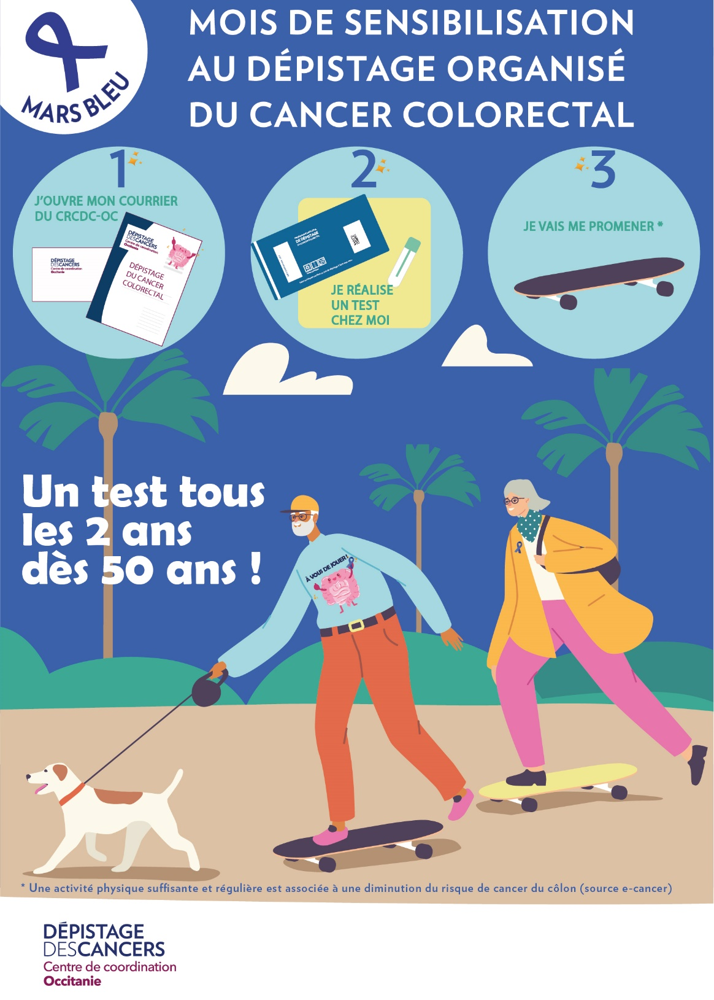 MARS BLEU
MOIS DE SENSIBILISATION
AU DÉPISTAGE ORGANISÉ
DU CANCER COLORECTAL
1
J'OUVRE MON COURRIER
DU CRCDC-OC
DÉPISTAGE
DESCANCERS
Centre de coordination
Occitanie
DÉPISTAGE
DESCANCERS
Centre de coordination
Occitanie
DÉPISTAGE
DU CANCER
COLORECTAL
2
DE DÉPISTAGE
JE RÉALISE
UN TEST
CHEZ MOI
3
JE VAIS ME PROMENER *
Un test tous
les 2 ans
dès 50 ans !
À VOUS DE JOUER!
* Une activité physique suffisante et régulière est associée à une diminution du risque de cancer du côlon (source e-cancer)
DÉPISTAGE
DESCANCERS
Centre de coordination
Occitanie